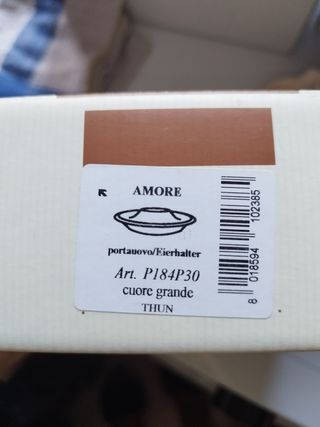 AMORE
portauovo/Eierhalter
Art. P184P30
cuore grande
THUN
8 018594 102385